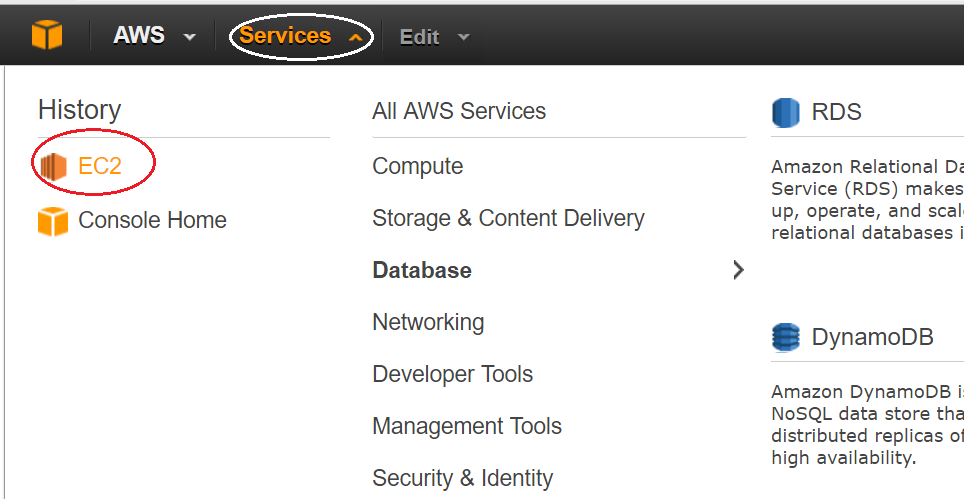 AWS
Services
Edit
History
EC2
Console Home
All AWS Services
Compute
Storage & Content Delivery
Database
Networking
Developer Tools
Management Tools
Security & Identity
RDS
Amazon Relational Da
Service (RDS) makes
up, operate, and scal
relational databases i
DynamoDB
Amazon DynamoDB is
NoSQL data store tha
distributed replicas of
high availability.